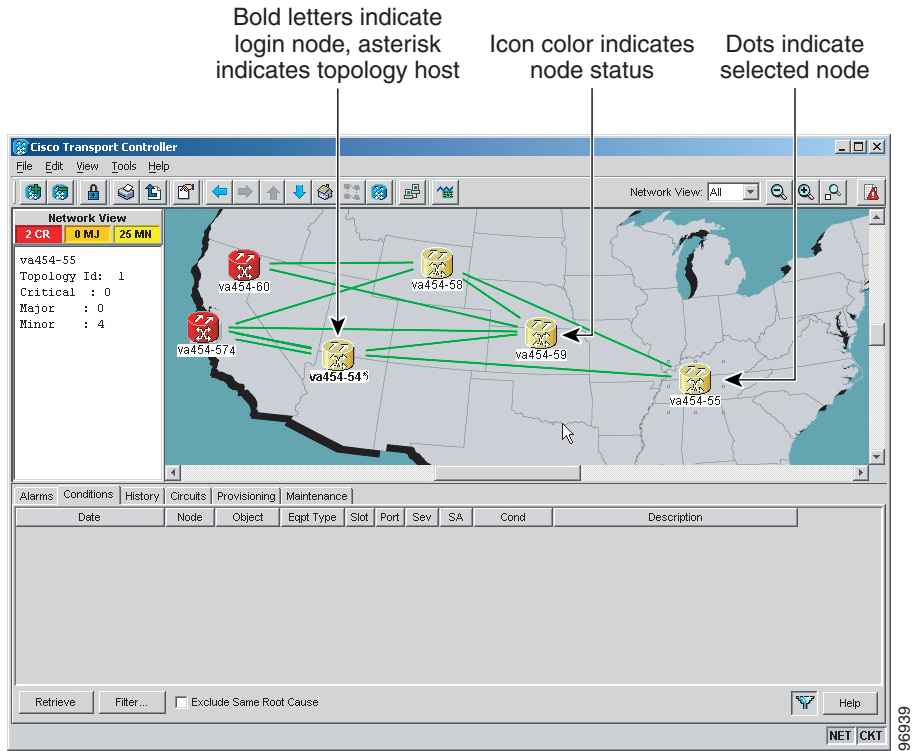 Bold letters indicate
login node, asterisk
indicates topology host
Icon color indicates
node status
Dots indicate
selected node
Cisco Transport Controller
File Edit View Tools Help
Network View: All
Network View
2 CR 0 MJ 25 MN
va454-55
Topology Id: 1
Critical : 0
Major : 0
Minor : 4
va454-60
va454-58
va454-574
va454-54*
va454-59
va454-55
Alarms Conditions History Circuits Provisioning Maintenance
Date Node Object Eqpt Type Slot Port Sev SA Cond Description
Retrieve Filter... Exclude Same Root Cause Help
NET CKT
96939